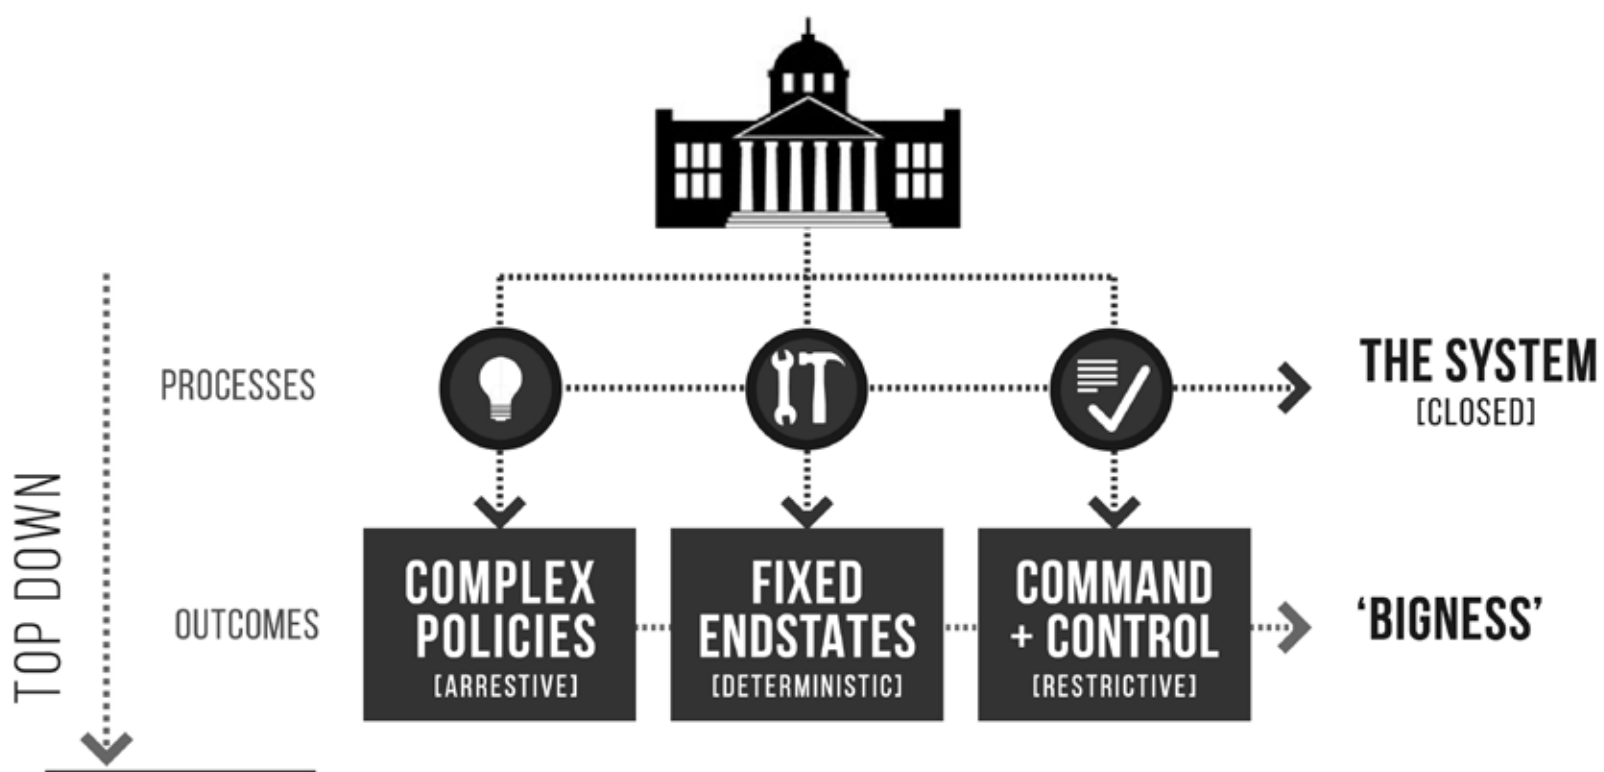 PROCESSES
THE SYSTEM
[CLOSED]
TOP DOWN
OUTCOMES
COMPLEX
POLICIES
[ARRESTIVE]
FIXED
ENDSTATES
[DETERMINISTIC]
COMMAND
+ CONTROL
[RESTRICTIVE]
‘BIGNESS’